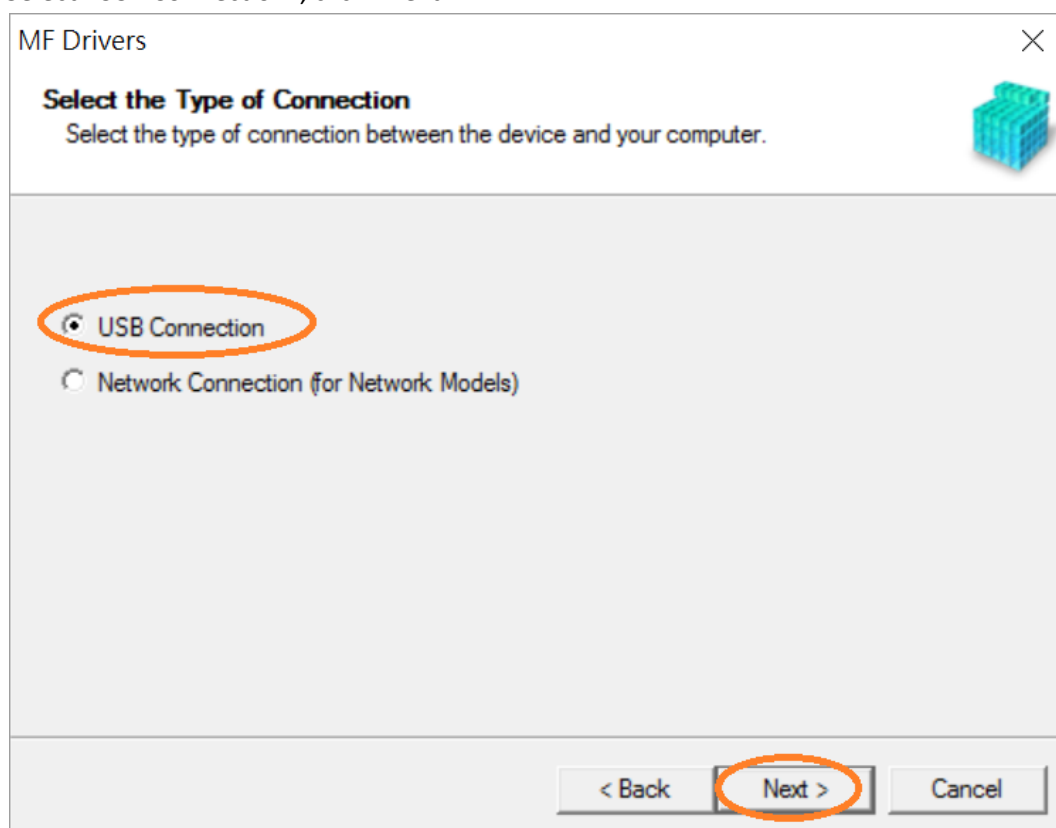 MF Drivers
Select the Type of Connection
Select the type of connection between the device and your computer.
USB Connection
Network Connection (for Network Models)
< Back Next > Cancel